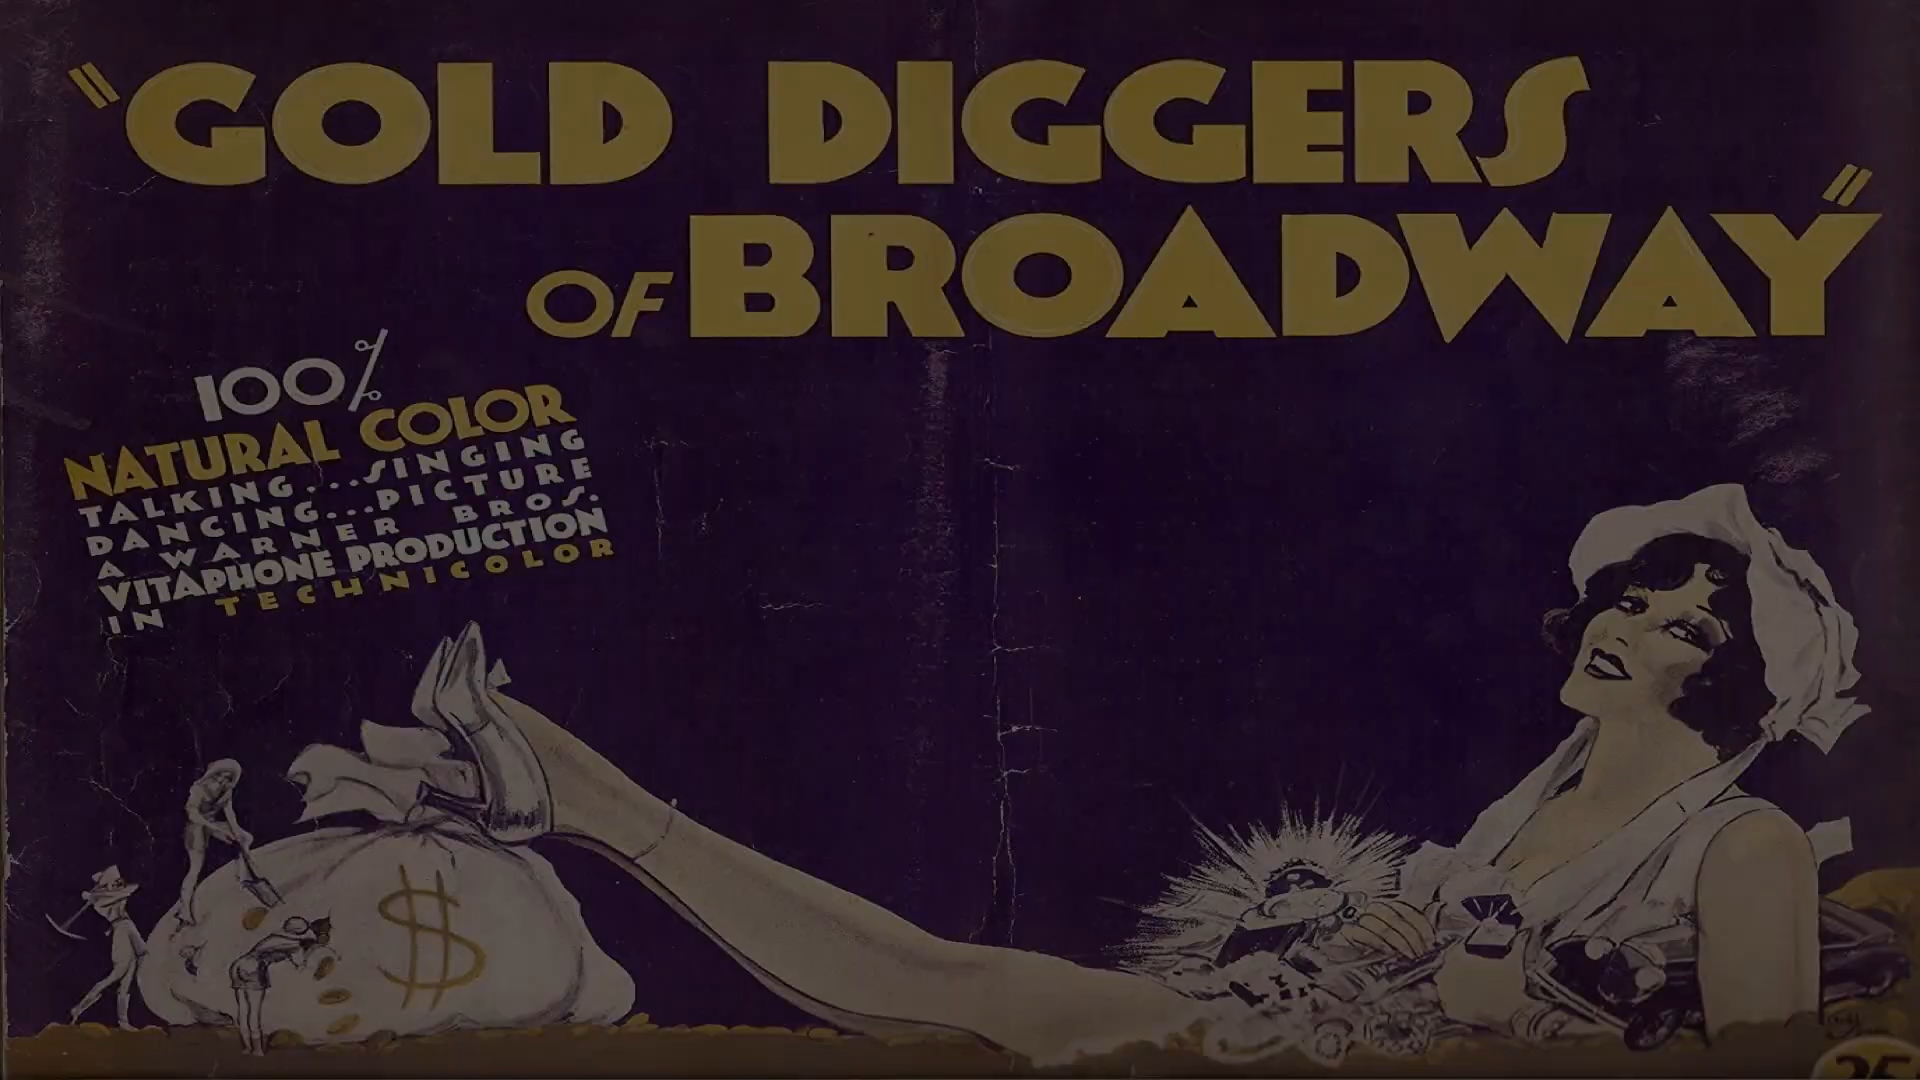 "GOLD DIGGERS
OF BROADWAY"
100%
NATURAL COLOR
TALKING...SINGING
DANCING...PICTURE
A WARNER BROS.
VITAPHONE PRODUCTION
IN TECHNICOLOR
$